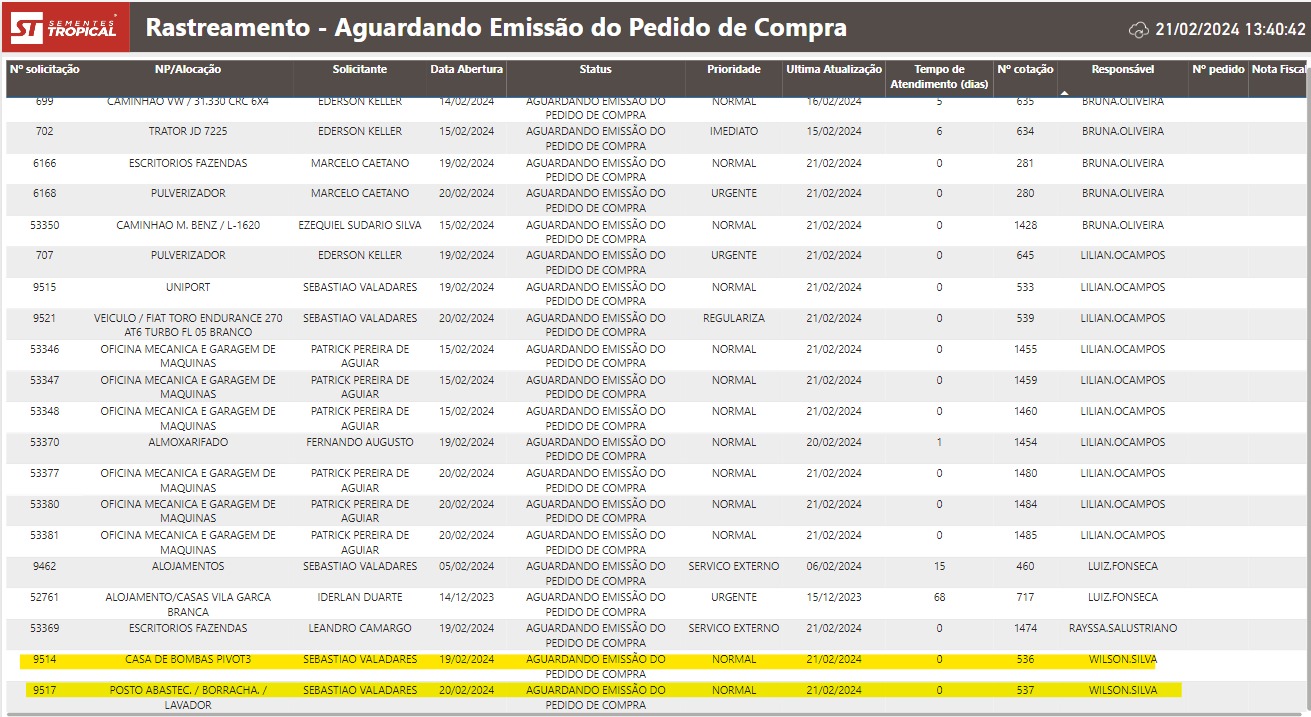 ST SEMENTES TROPICAL
Rastreamento - Aguardando Emissão do Pedido de Compra
21/02/2024 13:40:42
Nº solicitação NP/Alocação Solicitante Data Abertura Status Prioridade Ultima Atualização Tempo de Atendimento (dias) Nº cotação Responsável Nº pedido Nota Fiscal
699 CAMINHAO VW / 31.330 CRC 6X4 EDERSON KELLER 14/02/2024 AGUARDANDO EMISSÃO DO NORMAL 16/02/2024 5 635 BRUNA.OLIVEIRA
PEDIDO DE COMPRA
702 TRATOR JD 7225 EDERSON KELLER 15/02/2024 AGUARDANDO EMISSÃO DO IMEDIATO 15/02/2024 6 634 BRUNA.OLIVEIRA
PEDIDO DE COMPRA
6166 ESCRITORIOS FAZENDAS MARCELO CAETANO 19/02/2024 AGUARDANDO EMISSÃO DO NORMAL 21/02/2024 0 281 BRUNA.OLIVEIRA
PEDIDO DE COMPRA
6168 PULVERIZADOR MARCELO CAETANO 20/02/2024 AGUARDANDO EMISSÃO DO URGENTE 21/02/2024 0 280 BRUNA.OLIVEIRA
PEDIDO DE COMPRA
53350 CAMINHAO M. BENZ / L-1620 EZEQUIEL SUDARIO SILVA 15/02/2024 AGUARDANDO EMISSÃO DO NORMAL 21/02/2024 0 1428 BRUNA.OLIVEIRA
PEDIDO DE COMPRA
707 PULVERIZADOR EDERSON KELLER 19/02/2024 AGUARDANDO EMISSÃO DO URGENTE 21/02/2024 0 645 LILIAN.OCAMPOS
PEDIDO DE COMPRA
9515 UNIPORT SEBASTIAO VALADARES 19/02/2024 AGUARDANDO EMISSÃO DO NORMAL 21/02/2024 0 533 LILIAN.OCAMPOS
PEDIDO DE COMPRA
9521 VEICULO / FIAT TORO ENDURANCE 270 SEBASTIAO VALADARES 20/02/2024 AGUARDANDO EMISSÃO DO REGULARIZA 21/02/2024 0 539 LILIAN.OCAMPOS
AT6 TURBO FL 05 BRANCO PEDIDO DE COMPRA
53346 OFICINA MECANICA E GARAGEM DE PATRICK PEREIRA DE 15/02/2024 AGUARDANDO EMISSÃO DO NORMAL 21/02/2024 0 1455 LILIAN.OCAMPOS
MAQUINAS AGUIAR PEDIDO DE COMPRA
53347 OFICINA MECANICA E GARAGEM DE PATRICK PEREIRA DE 15/02/2024 AGUARDANDO EMISSÃO DO NORMAL 21/02/2024 0 1459 LILIAN.OCAMPOS
MAQUINAS AGUIAR PEDIDO DE COMPRA
53348 OFICINA MECANICA E GARAGEM DE PATRICK PEREIRA DE 15/02/2024 AGUARDANDO EMISSÃO DO NORMAL 21/02/2024 0 1460 LILIAN.OCAMPOS
MAQUINAS AGUIAR PEDIDO DE COMPRA
53370 ALMOXARIFADO FERNANDO AUGUSTO 19/02/2024 AGUARDANDO EMISSÃO DO NORMAL 20/02/2024 1 1454 LILIAN.OCAMPOS
PEDIDO DE COMPRA
53377 OFICINA MECANICA E GARAGEM DE PATRICK PEREIRA DE 20/02/2024 AGUARDANDO EMISSÃO DO NORMAL 21/02/2024 0 1480 LILIAN.OCAMPOS
MAQUINAS AGUIAR PEDIDO DE COMPRA
53380 OFICINA MECANICA E GARAGEM DE PATRICK PEREIRA DE 20/02/2024 AGUARDANDO EMISSÃO DO NORMAL 21/02/2024 0 1484 LILIAN.OCAMPOS
MAQUINAS AGUIAR PEDIDO DE COMPRA
53381 OFICINA MECANICA E GARAGEM DE PATRICK PEREIRA DE 20/02/2024 AGUARDANDO EMISSÃO DO NORMAL 21/02/2024 0 1485 LILIAN.OCAMPOS
MAQUINAS AGUIAR PEDIDO DE COMPRA
9462 ALOJAMENTOS SEBASTIAO VALADARES 05/02/2024 AGUARDANDO EMISSÃO DO SERVICO EXTERNO 06/02/2024 15 460 LUIZ.FONSECA
PEDIDO DE COMPRA
52761 ALOJAMENTO/CASAS VILA GARCA IDERLAN DUARTE 14/12/2023 AGUARDANDO EMISSÃO DO URGENTE 15/12/2023 68 717 LUIZ.FONSECA
BRANCA PEDIDO DE COMPRA
53369 ESCRITORIOS FAZENDAS LEANDRO CAMARGO 19/02/2024 AGUARDANDO EMISSÃO DO SERVICO EXTERNO 21/02/2024 0 1474 RAYSSA.SALUSTRIANO
PEDIDO DE COMPRA
9514 CASA DE BOMBAS PIVOT3 SEBASTIAO VALADARES 19/02/2024 AGUARDANDO EMISSÃO DO NORMAL 21/02/2024 0 536 WILSON.SILVA
PEDIDO DE COMPRA
9517 POSTO ABASTEC. / BORRACHA. / SEBASTIAO VALADARES 20/02/2024 AGUARDANDO EMISSÃO DO NORMAL 21/02/2024 0 537 WILSON.SILVA
LAVADOR PEDIDO DE COMPRA